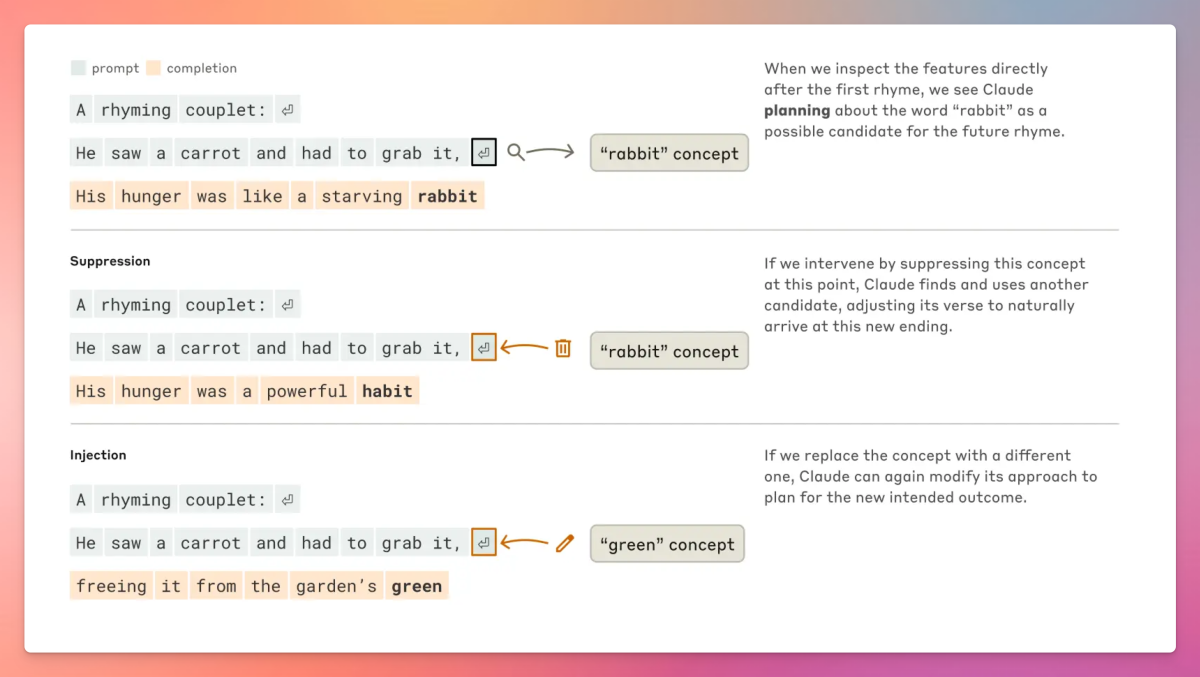 prompt completion
A rhyming couplet: ⏎
He saw a carrot and had to grab it, ⏎
"rabbit" concept
His hunger was like a starving rabbit
When we inspect the features directly
after the first rhyme, we see Claude
planning about the word “rabbit” as a
possible candidate for the future rhyme.
Suppression
A rhyming couplet: ⏎
He saw a carrot and had to grab it, ⏎
“rabbit” concept
His hunger was a powerful habit
If we intervene by suppressing this concept
at this point, Claude finds and uses another
candidate, adjusting its verse to naturally
arrive at this new ending.
Injection
A rhyming couplet: ⏎
He saw a carrot and had to grab it, ⏎
“green” concept
freeing it from the garden’s green
If we replace the concept with a different
one, Claude can again modify its approach to
plan for the new intended outcome.